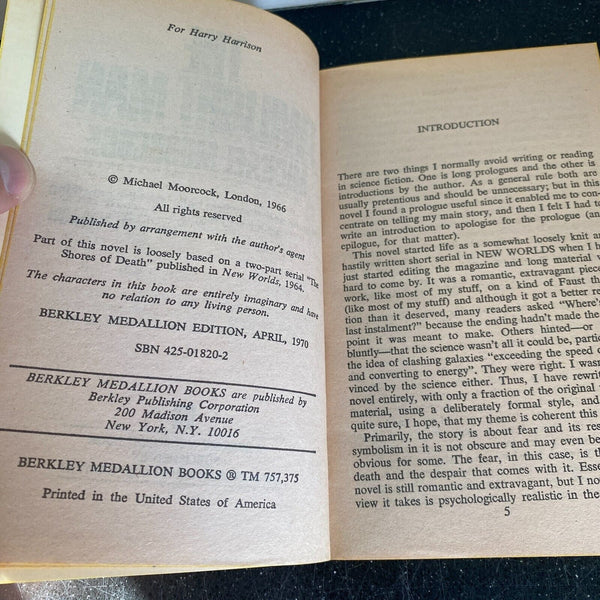 For Harry Harrison
© Michael Moorcock, London, 1966
All rights reserved
Published by arrangement with the author's agent
Part of this novel is loosely based on a two-part serial "The
Shores of Death" published in New Worlds, 1964.
The characters in this book are entirely imaginary and have
no relation to any living person.
BERKLEY MEDALLION EDITION, APRIL, 1970
SBN 425-01820-2
BERKLEY MEDALLION BOOKS are published by
Berkley Publishing Corporation
200 Madison Avenue
New York, N.Y. 10016
BERKLEY MEDALLION BOOKS ® TM 757,375
Printed in the United States of America
INTRODUCTION
There are two things I normally avoid writing or reading
in science fiction. One is long prologues and the other is
introductions by the author. As a general rule both are
usually pretentious and should be unnecessary; but in this
novel I found a prologue useful since it enabled me to con-
centrate on telling my main story, and then I felt I had to
write an introduction to apologise for the prologue (and
epilogue, for that matter).
This novel started life as a somewhat loosely knit an
hastily written short serial in NEW WORLDS when I h
just started editing the magazine and long material w
hard to come by. It was a romantic, extravagant piece
work, like most of my stuff, on a kind of Faust th
(like most of my stuff) and although it got a better re
tion than it deserved, many readers asked "Where's
last instalment?" because the ending hadn't made the
point it was meant to make. Others hinted—or
bluntly—that the science wasn't all it could be, partic
the idea of clashing galaxies "exceeding the speed o
and converting to energy". They were right. I wasn
vinced by the science either. Thus, I have rewrit
novel entirely, with only a fraction of the original
material, using a deliberately formal style, and
quite sure, I hope, that my theme is coherent this
Primarily, the story is about fear and its res
symbolism in it is not obscure and may even be
obvious for some. The fear, in this case, is th
death and the despair that comes with it. Esse
novel is still romantic and extravagant, but I no
view it takes is psychologically realistic in the
5